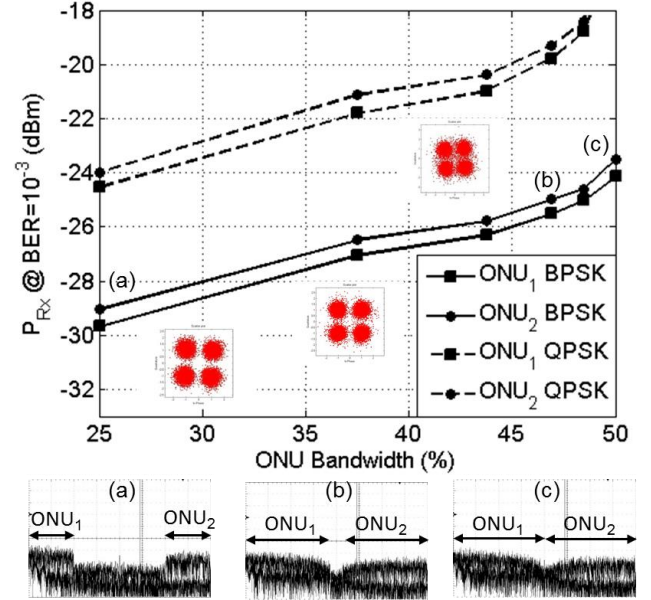 -18
-20
-22
-24
-26
-28
-30
-32
P_Rx @ BER=10^-3 (dBm)
(c)
(b)
(a)
ONU_1 BPSK
ONU_2 BPSK
ONU_1 QPSK
ONU_2 QPSK
25 30 35 40 45 50
ONU Bandwidth (%)
(a) (b) (c)
ONU_1 ONU_2 ONU_1 ONU_2 ONU_1 ONU_2